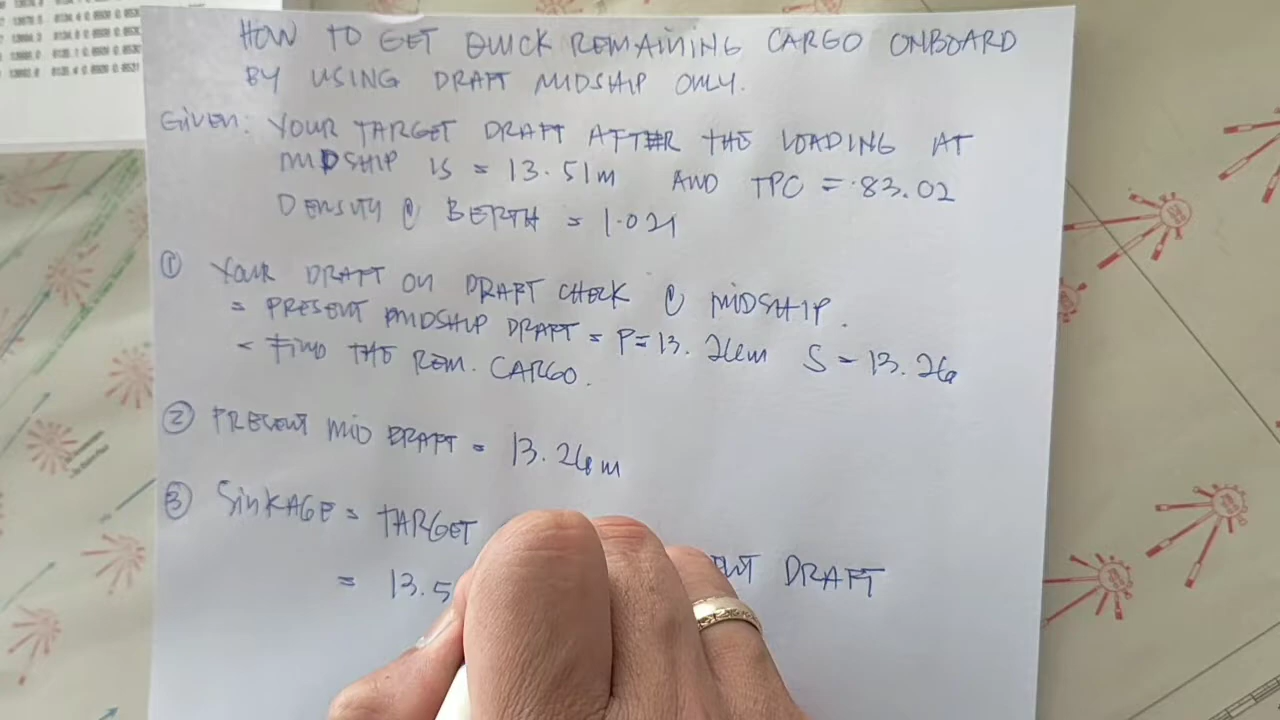 HOW TO GET QUICK REMAINING CARGO ONBOARD
BY USING DRAFT MIDSHIP ONLY.
GIVEN: YOUR TARGET DRAFT AFTER THE LOADING AT
MIDSHIP IS = 13.51m AND TPC = 83.02
DENSITY @ BERTH = 1.021
① YOUR DRAFT ON DRAFT CHECK @ MIDSHIP.
= PRESENT MIDSHIP DRAFT = P=13.26m S=13.26
= FIND THE REM. CARGO.
② PRESENT MID DRAFT = 13.26m
③ SINKAGE = TARGET DRAFT
= 13.5